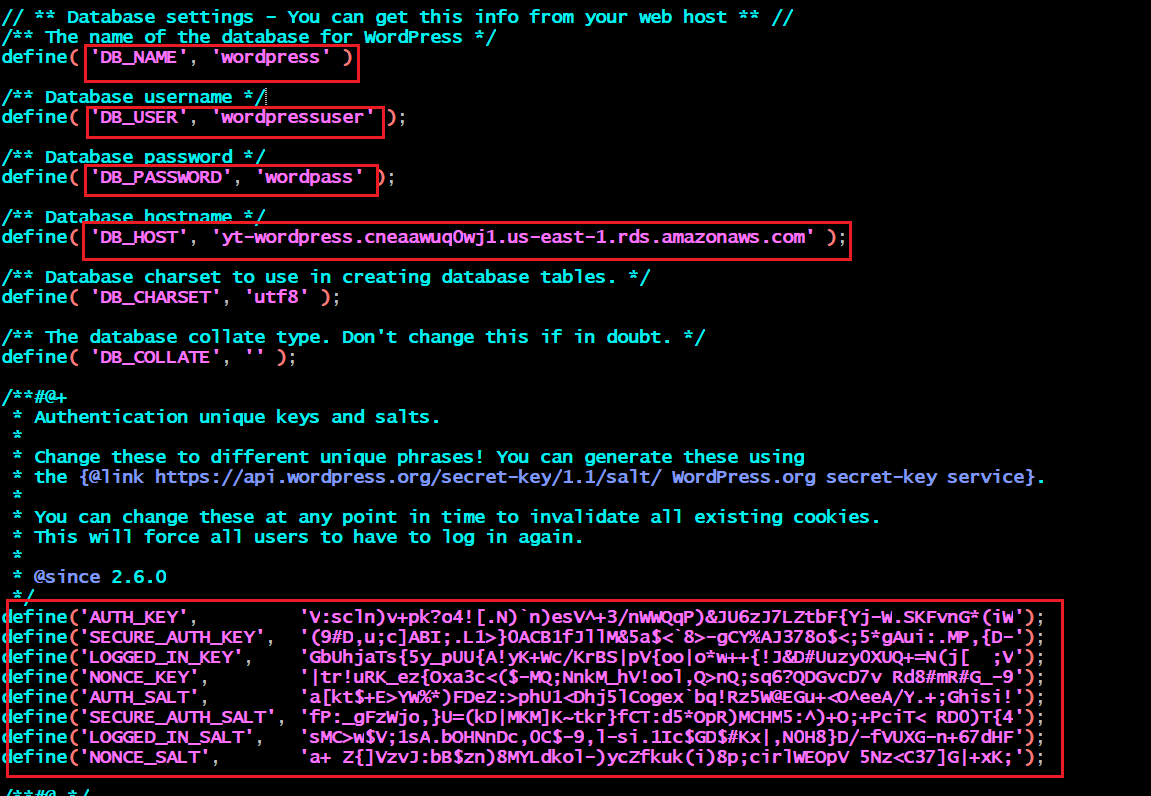 // ** Database settings - You can get this info from your web host ** //
/** The name of the database for WordPress */
define( 'DB_NAME', 'wordpress' )
/** Database username */
define( 'DB_USER', 'wordpressuser' );
/** Database password */
define( 'DB_PASSWORD', 'wordpass' );
/** Database hostname */
define( 'DB_HOST', 'yt-wordpress.cneaawuq0wj1.us-east-1.rds.amazonaws.com' );
/** Database charset to use in creating database tables. */
define( 'DB_CHARSET', 'utf8' );
/** The database collate type. Don't change this if in doubt. */
define( 'DB_COLLATE', '' );
/**#@+
 * Authentication unique keys and salts.
 *
 * Change these to different unique phrases! You can generate these using
 * the {@link https://api.wordpress.org/secret-key/1.1/salt/ WordPress.org secret-key service}.
 *
 * You can change these at any point in time to invalidate all existing cookies.
 * This will force all users to have to log in again.
 *
 * @since 2.6.0
 */
define('AUTH_KEY',         'V:scln)v+pk?o4![.N)`n)esV^+3/nWWQqP)&JU6zJ7LZtbF{Yj-W.SKFvnG*(iW');
define('SECURE_AUTH_KEY',  '(9#D,u;c]ABI;.L1>}0ACB1fJllM&5a$<`8>-gCY%AJ378o$<;5*gAui:.MP,{D-');
define('LOGGED_IN_KEY',    'GbUhjaTs{5y_pUU{A!yK+Wc/KrBS|pV{oo|o*w++{!J&D#Uuzy0XUQ+=N(j[  ;V');
define('NONCE_KEY',        '|tr!uRK_ez{Oxa3c<($-MQ;NnkM_hV!ool,Q>nQ;sq6?QDGvcD7v Rd8#mR#G_-9');
define('AUTH_SALT',        'a[kt$+E>Yw%*)FDeZ:>phU1<Dhj5lCogex`bq!Rz5W@EGu+<O^eeA/Y.+;Ghisi!');
define('SECURE_AUTH_SALT', 'fP:_gFzWjo,}U=(kD|MKM]K~tkr}fCT:d5*OpR)MCHM5:^)+O;+PciT< RD0)T{4');
define('LOGGED_IN_SALT',   'sMC>w$V;1sA.bOHNnDc,0C$-9,l-si.1Ic$GD$#Kx|,N0H8}D/-fVUXG-n+67dHF');
define('NONCE_SALT',       'a+ Z{]VzvJ:bB$zn)8MYLdkol-)ycZfkuk(i)8p;cirlWEOpV 5Nz<C37]G|+xK;');
/**#@-*/